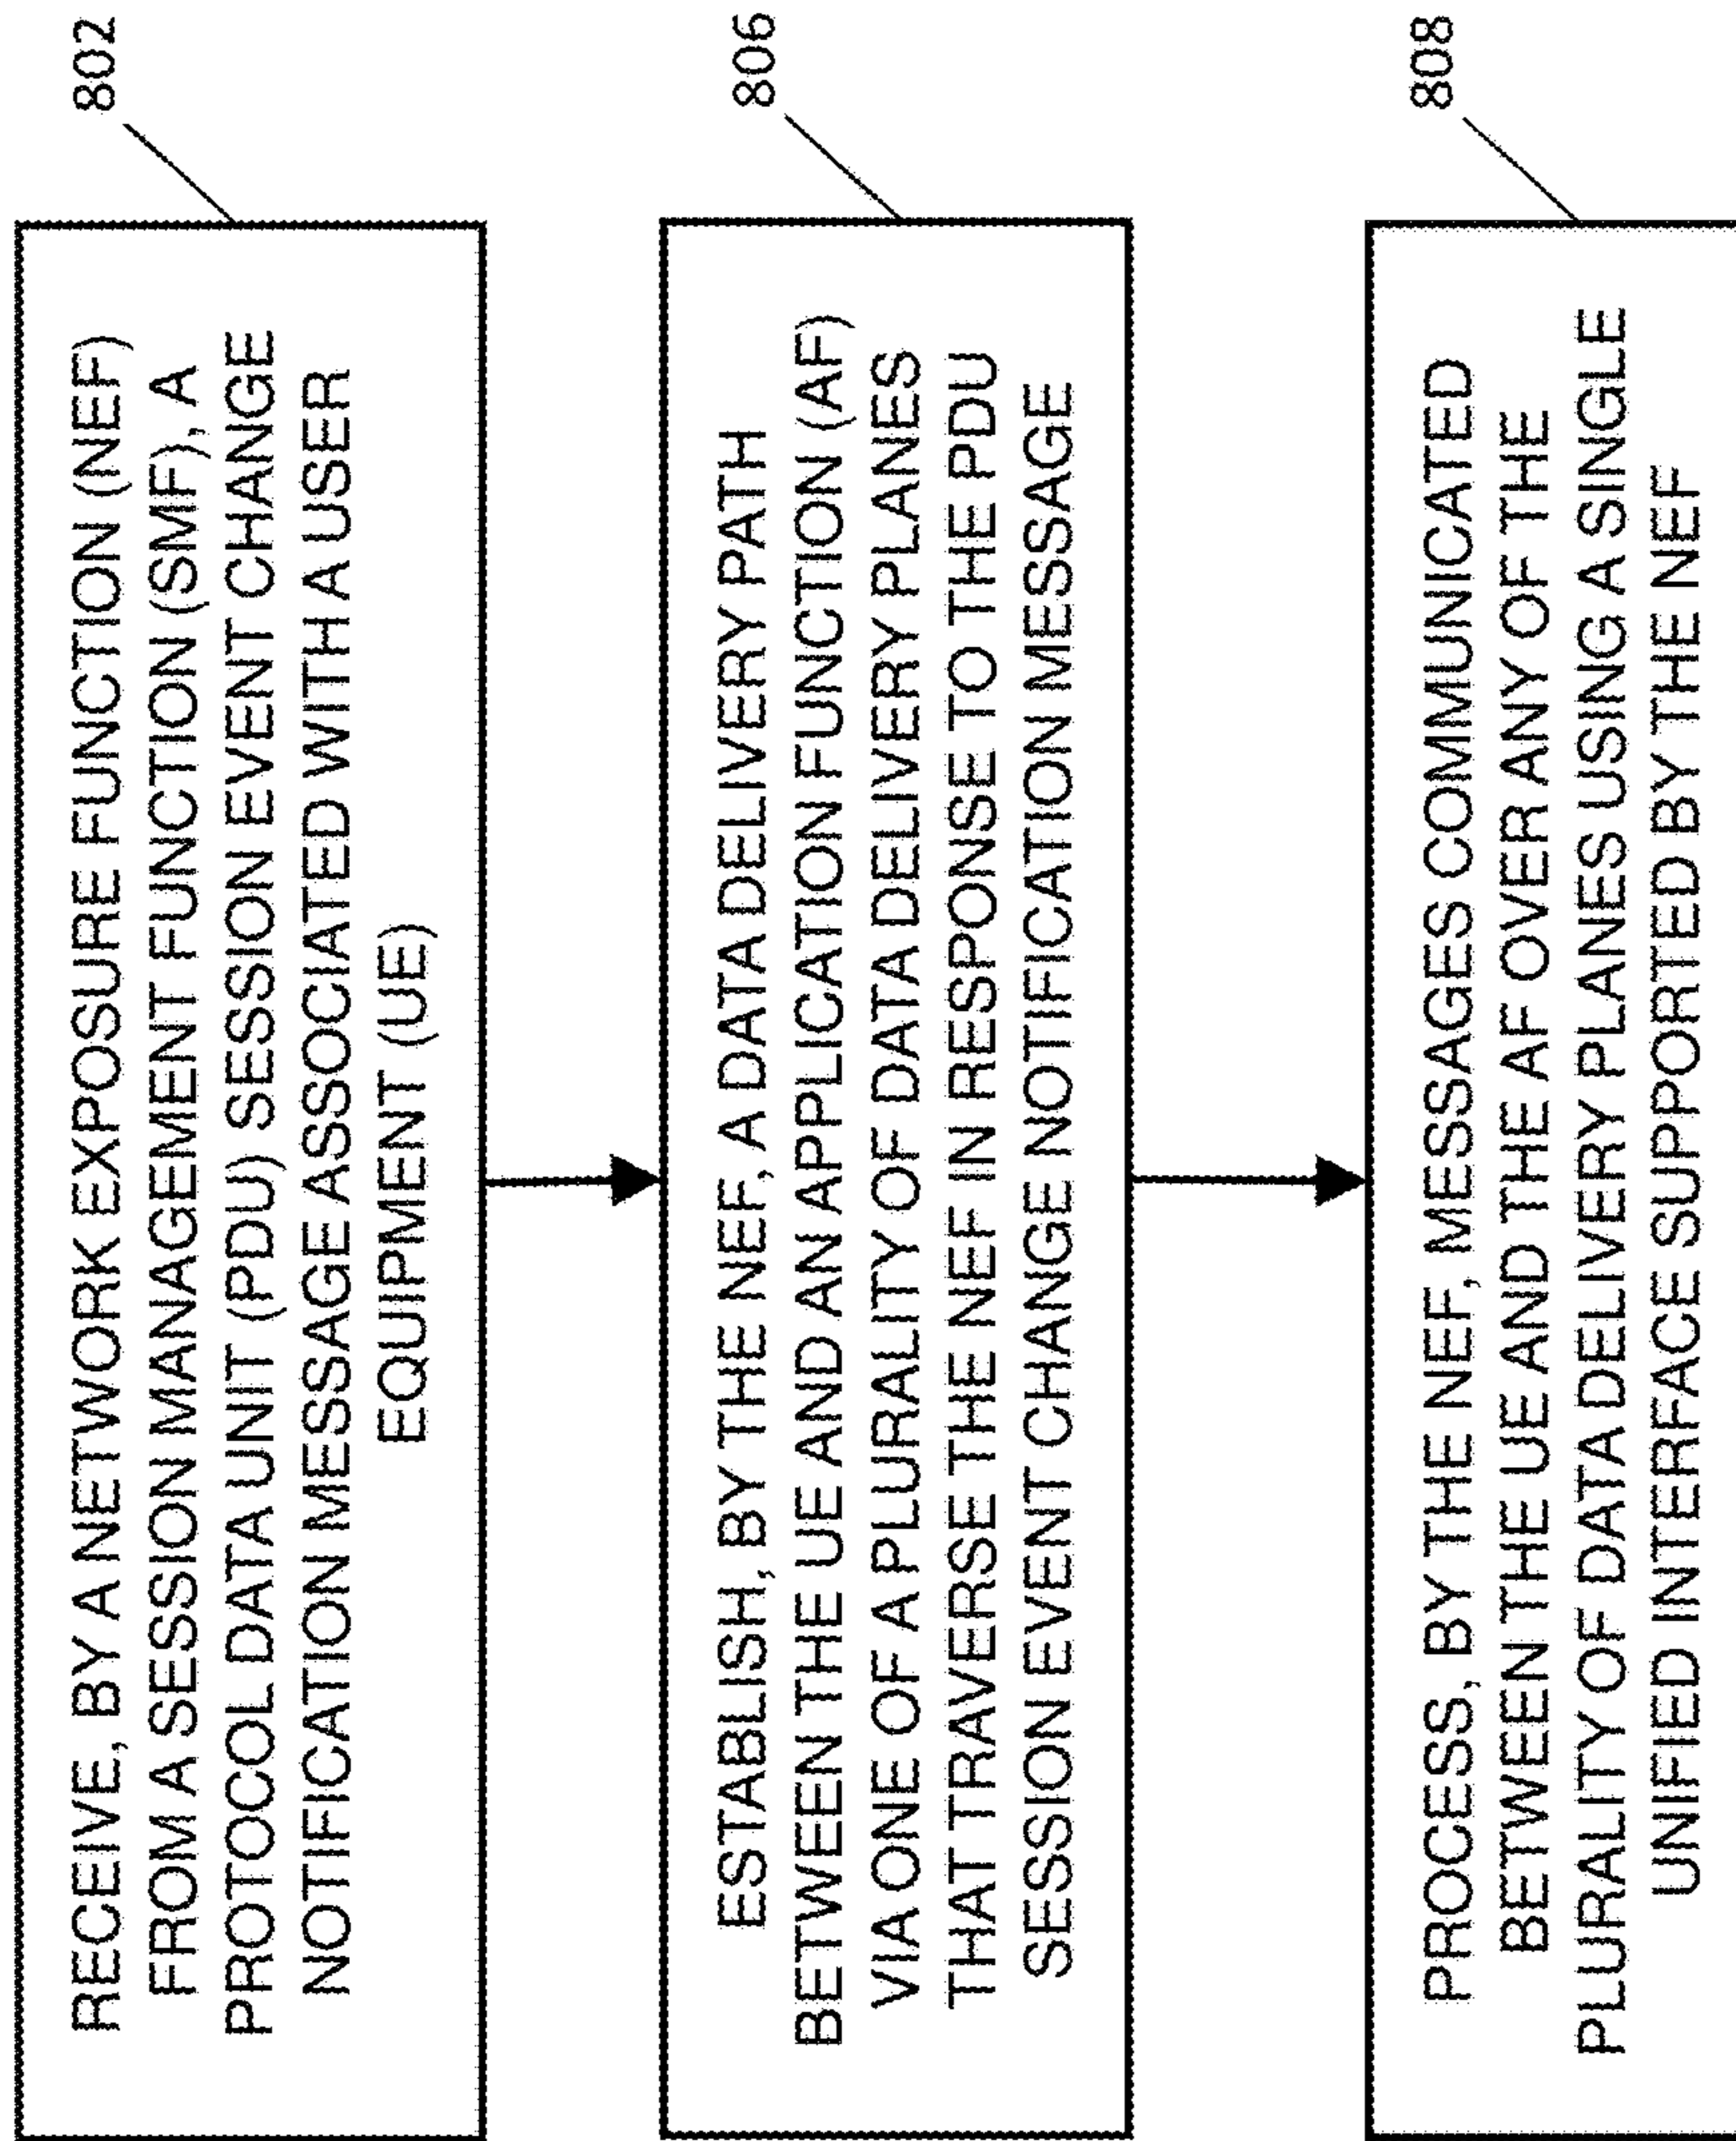 802
RECEIVE, BY A NETWORK EXPOSURE FUNCTION (NEF)
FROM A SESSION MANAGEMENT FUNCTION (SMF), A
PROTOCOL DATA UNIT (PDU) SESSION EVENT CHANGE
NOTIFICATION MESSAGE ASSOCIATED WITH A USER
EQUIPMENT (UE)
806
ESTABLISH, BY THE NEF, A DATA DELIVERY PATH
BETWEEN THE UE AND AN APPLICATION FUNCTION (AF)
VIA ONE OF A PLURALITY OF DATA DELIVERY PLANES
THAT TRAVERSE THE NEF IN RESPONSE TO THE PDU
SESSION EVENT CHANGE NOTIFICATION MESSAGE
808
PROCESS, BY THE NEF, MESSAGES COMMUNICATED
BETWEEN THE UE AND THE AF OVER ANY OF THE
PLURALITY OF DATA DELIVERY PLANES USING A SINGLE
UNIFIED INTERFACE SUPPORTED BY THE NEF